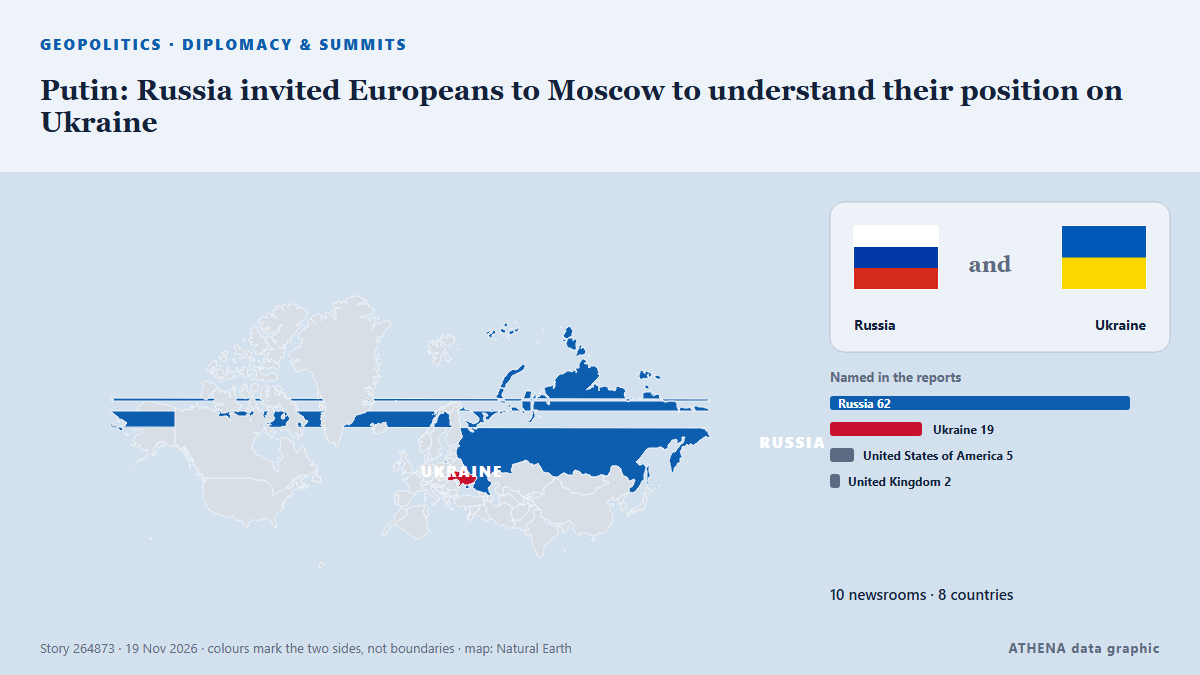 GEOPOLITICS · DIPLOMACY & SUMMITS
Putin: Russia invited Europeans to Moscow to understand their position on
Ukraine
and
Russia
Ukraine
Named in the reports
Russia 62
Ukraine 19
United States of America 5
United Kingdom 2
RUSSIA
UKRAINE
10 newsrooms · 8 countries
Story 264873 · 19 Nov 2026 · colours mark the two sides, not boundaries · map: Natural Earth
ATHENA data graphic